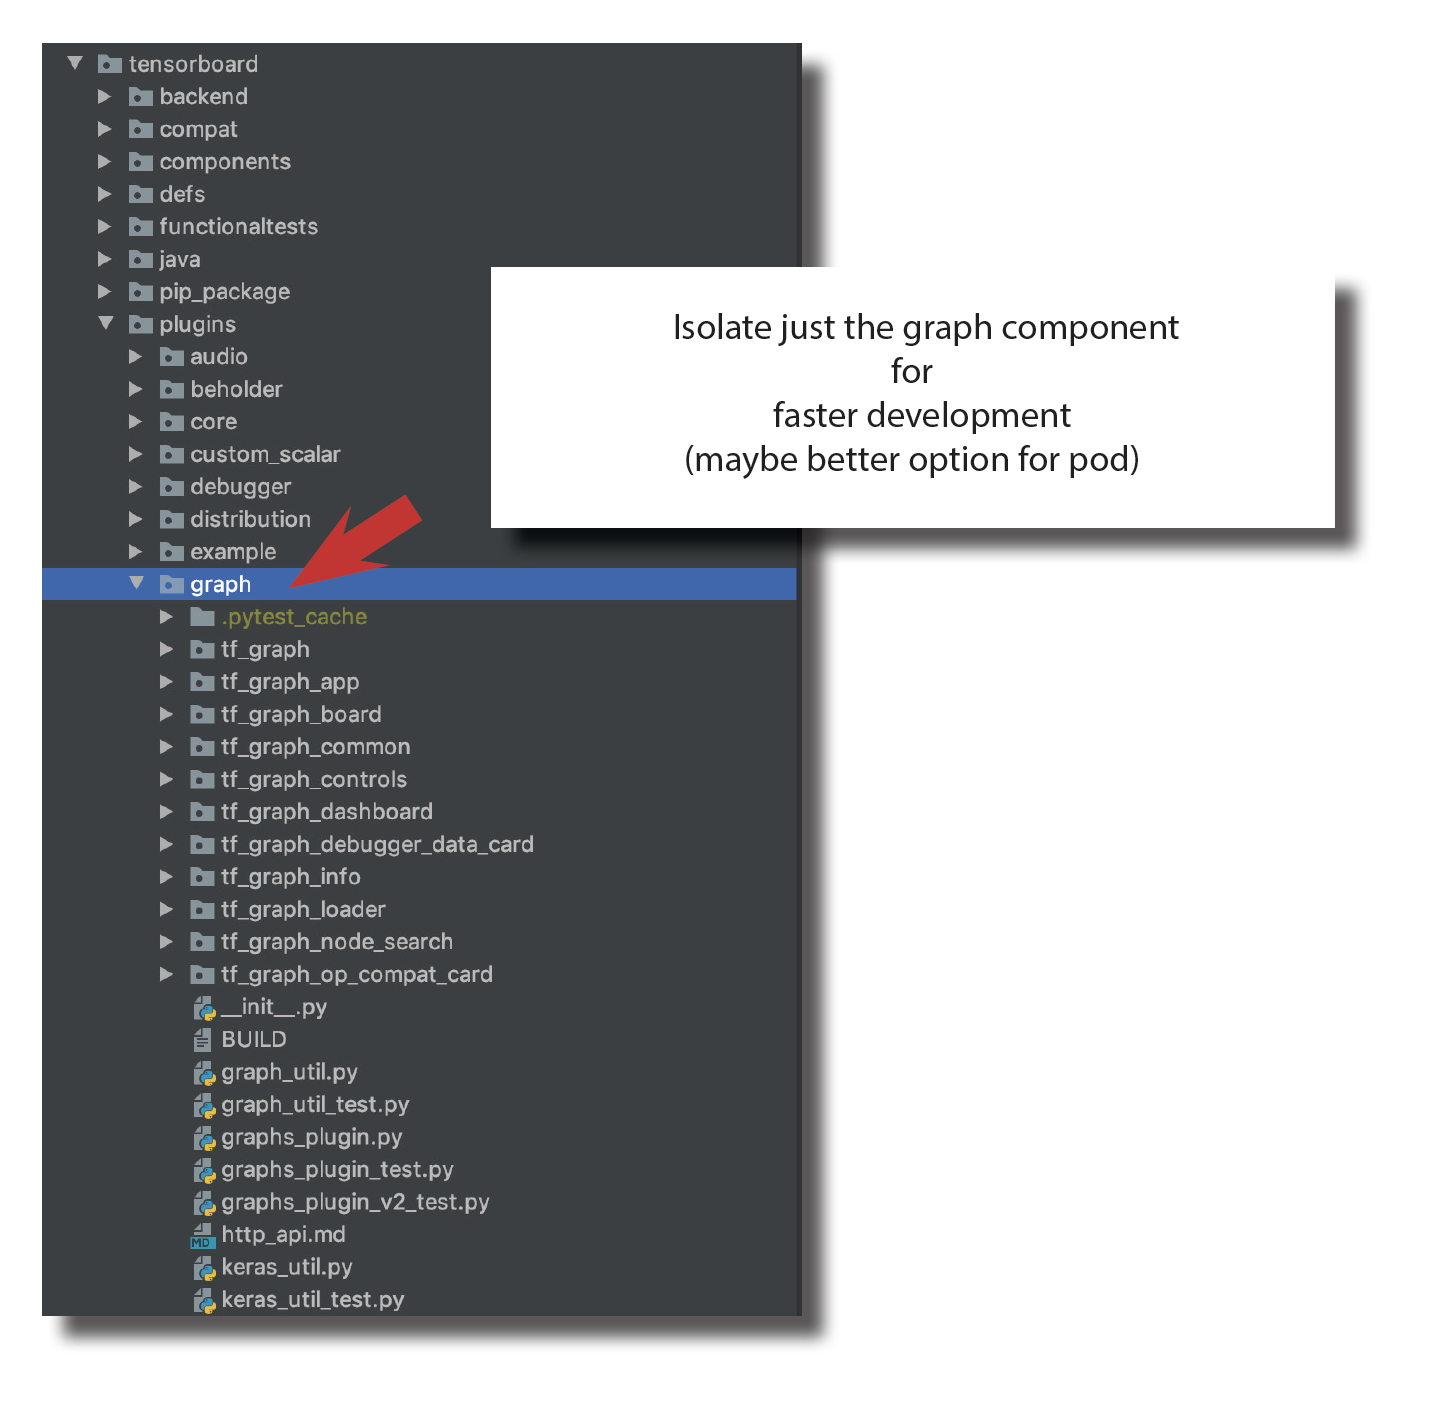 tensorboard
backend
compat
components
defs
functionaltests
java
pip_package
plugins
audio
beholder
core
custom_scalar
debugger
distribution
example
graph
.pytest_cache
tf_graph
tf_graph_app
tf_graph_board
tf_graph_common
tf_graph_controls
tf_graph_dashboard
tf_graph_debugger_data_card
tf_graph_info
tf_graph_loader
tf_graph_node_search
tf_graph_op_compat_card
__init__.py
BUILD
graph_util.py
graph_util_test.py
graphs_plugin.py
graphs_plugin_test.py
graphs_plugin_v2_test.py
MD http_api.md
keras_util.py
keras_util_test.py
Isolate just the graph component
for
faster development
(maybe better option for pod)